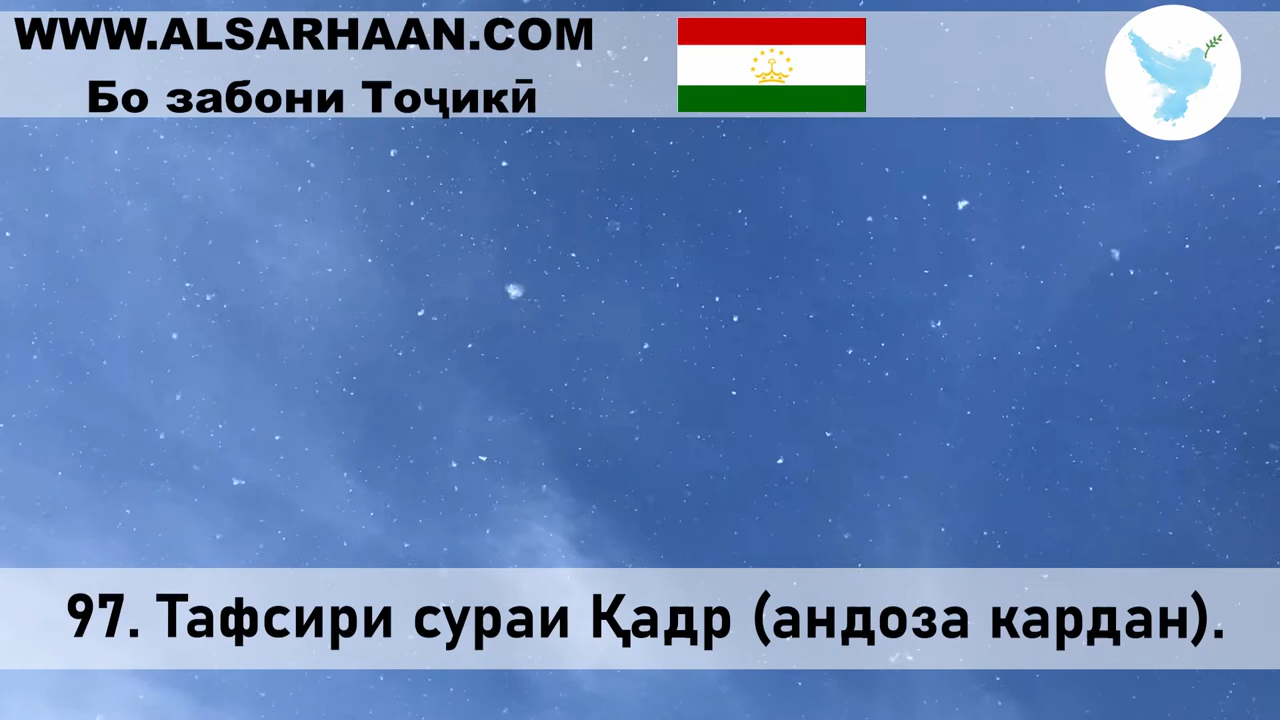 WWW.ALSARHAAN.COM
Бо забони Тоҷикӣ
97. Тафсири сураи Қадр (андоза кардан).